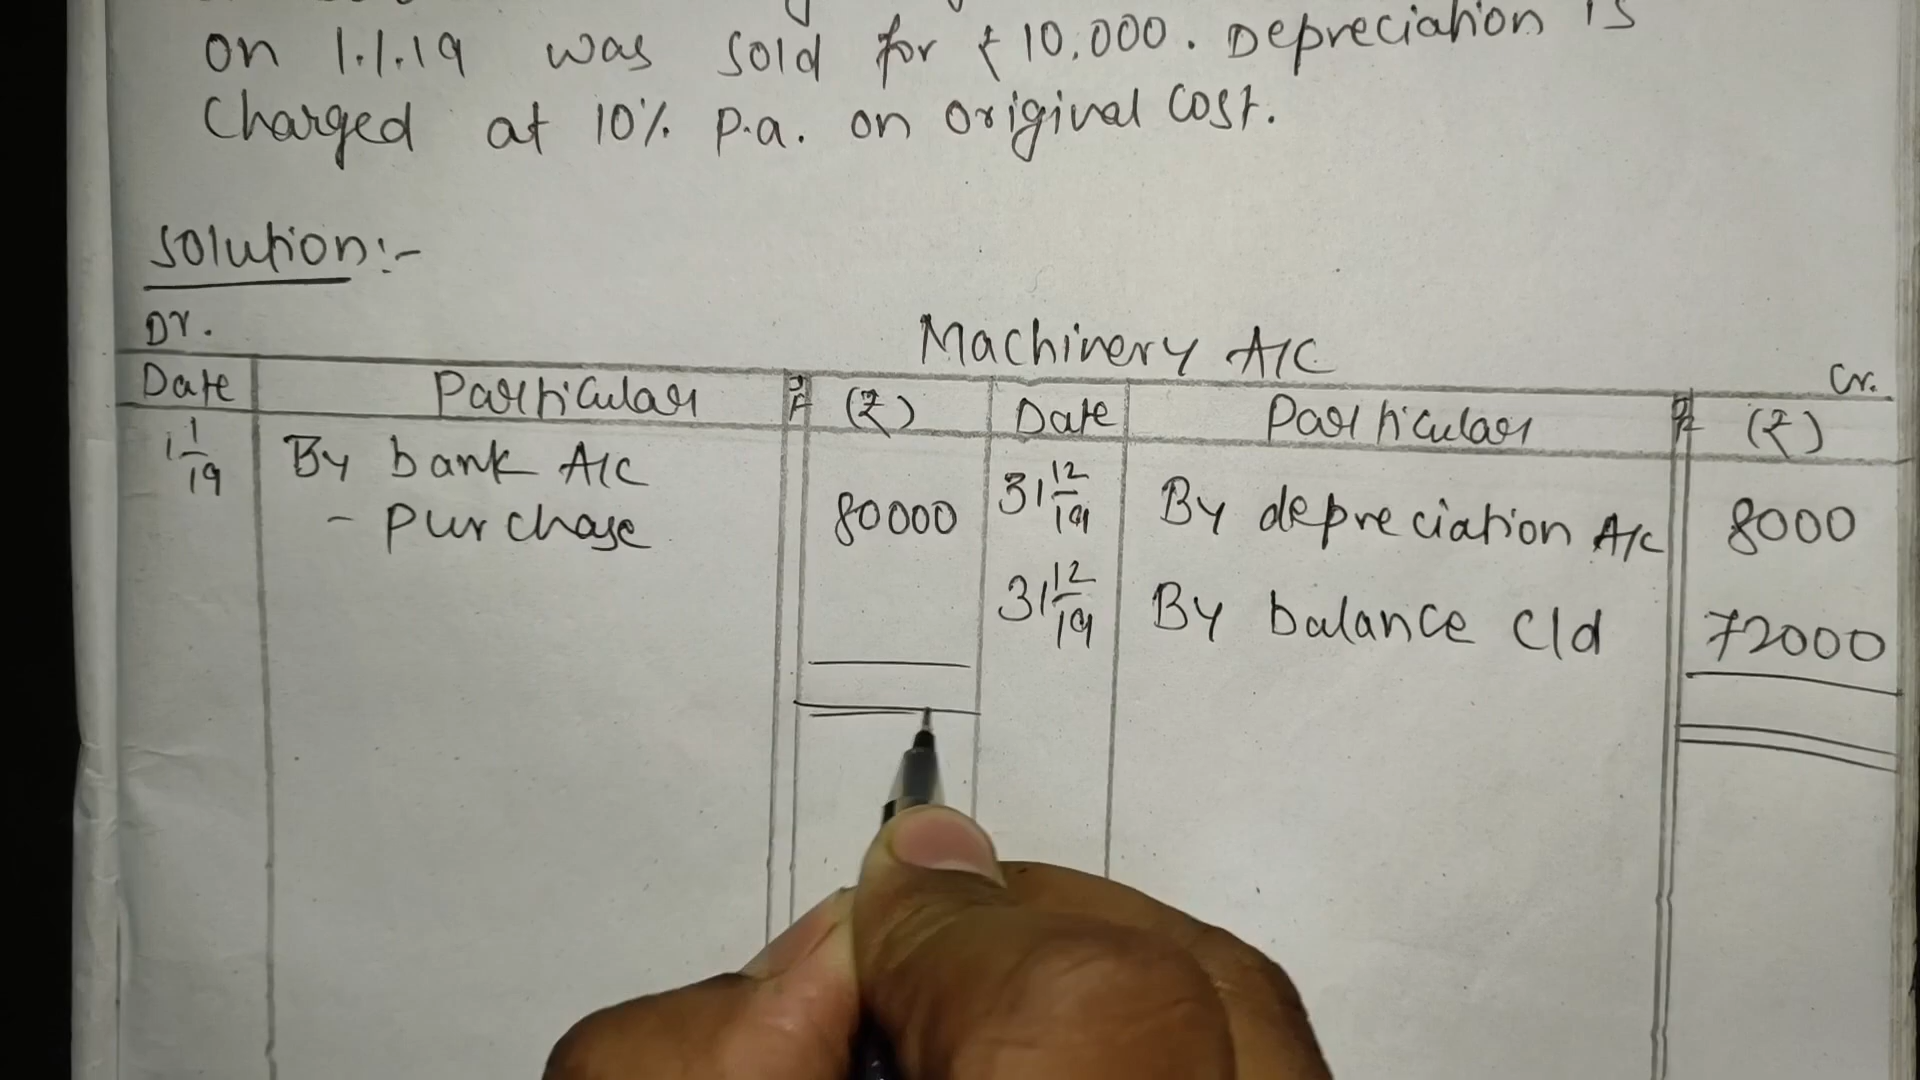 on 1.1.19 was sold for ₹10,000. Depreciation is
Charged at 10% p.a. on original cost.
Solution:-
Dr.
Machinery A/C
Cr.
Date Particular (₹) Date Particular (₹)
1 1/19 By bank A/C
- purchase 80000
31 12/19 By depreciation A/c 8000
31 12/19 By balance c/d 72000